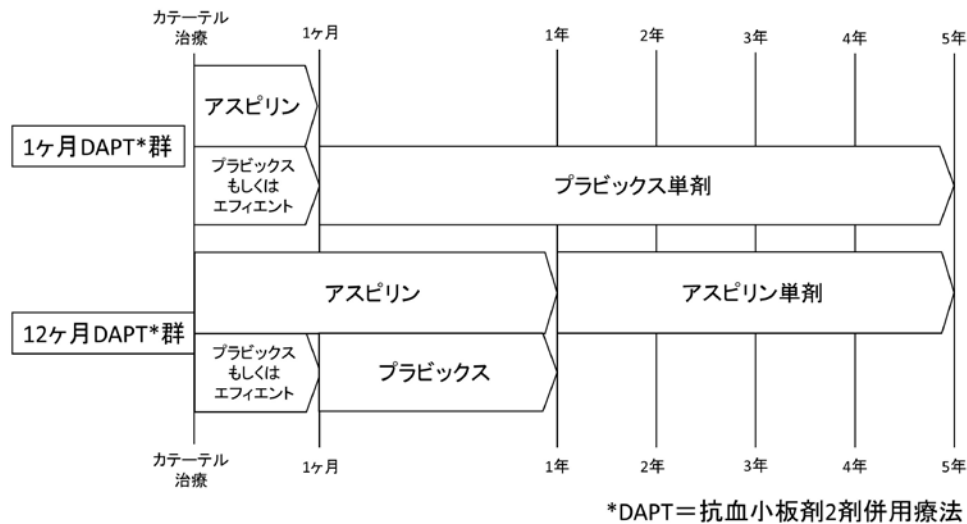 カテーテル
治療
1ヶ月
1年
2年
3年
4年
5年
1ヶ月DAPT*群
アスピリン
プラビックス
もしくは
エフィエント
プラビックス単剤
12ヶ月DAPT*群
アスピリン
アスピリン単剤
プラビックス
もしくは
エフィエント
プラビックス
カテーテル
治療
1ヶ月
1年
2年
3年
4年
5年
*DAPT＝抗血小板剤2剤併用療法